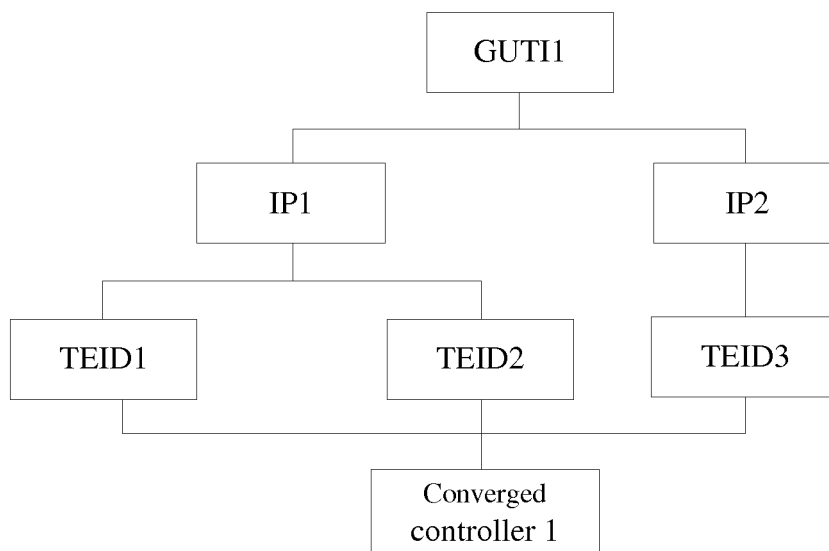 GUTI1
IP1
IP2
TEID1
TEID2
TEID3
Converged
controller 1